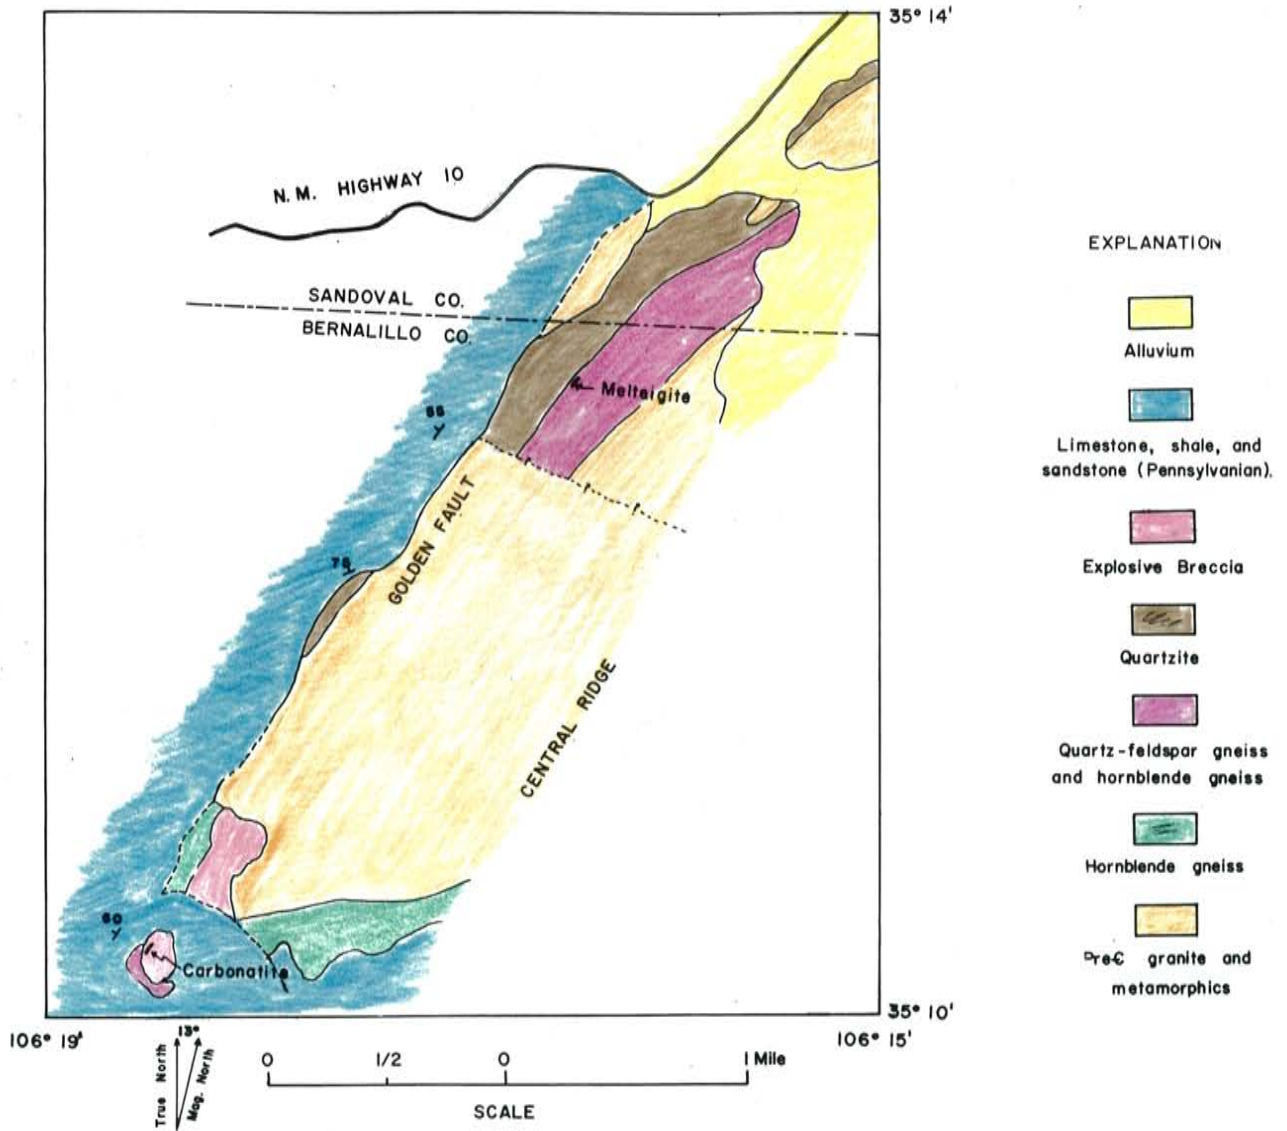 35° 14'
N. M. HIGHWAY 10
SANDOVAL CO.
BERNALILLO CO.
Melteigite
GOLDEN FAULT
CENTRAL RIDGE
60
Carbonatite
35° 10'
106° 19'
106° 15'
13°
True North
Mag. North
0 1/2 0 1 Mile
SCALE
EXPLANATION
Alluvium
Limestone, shale, and
sandstone (Pennsylvanian).
Explosive Breccia
Quartzite
Quartz-feldspar gneiss
and hornblende gneiss
Hornblende gneiss
Pre-Є granite and
metamorphics